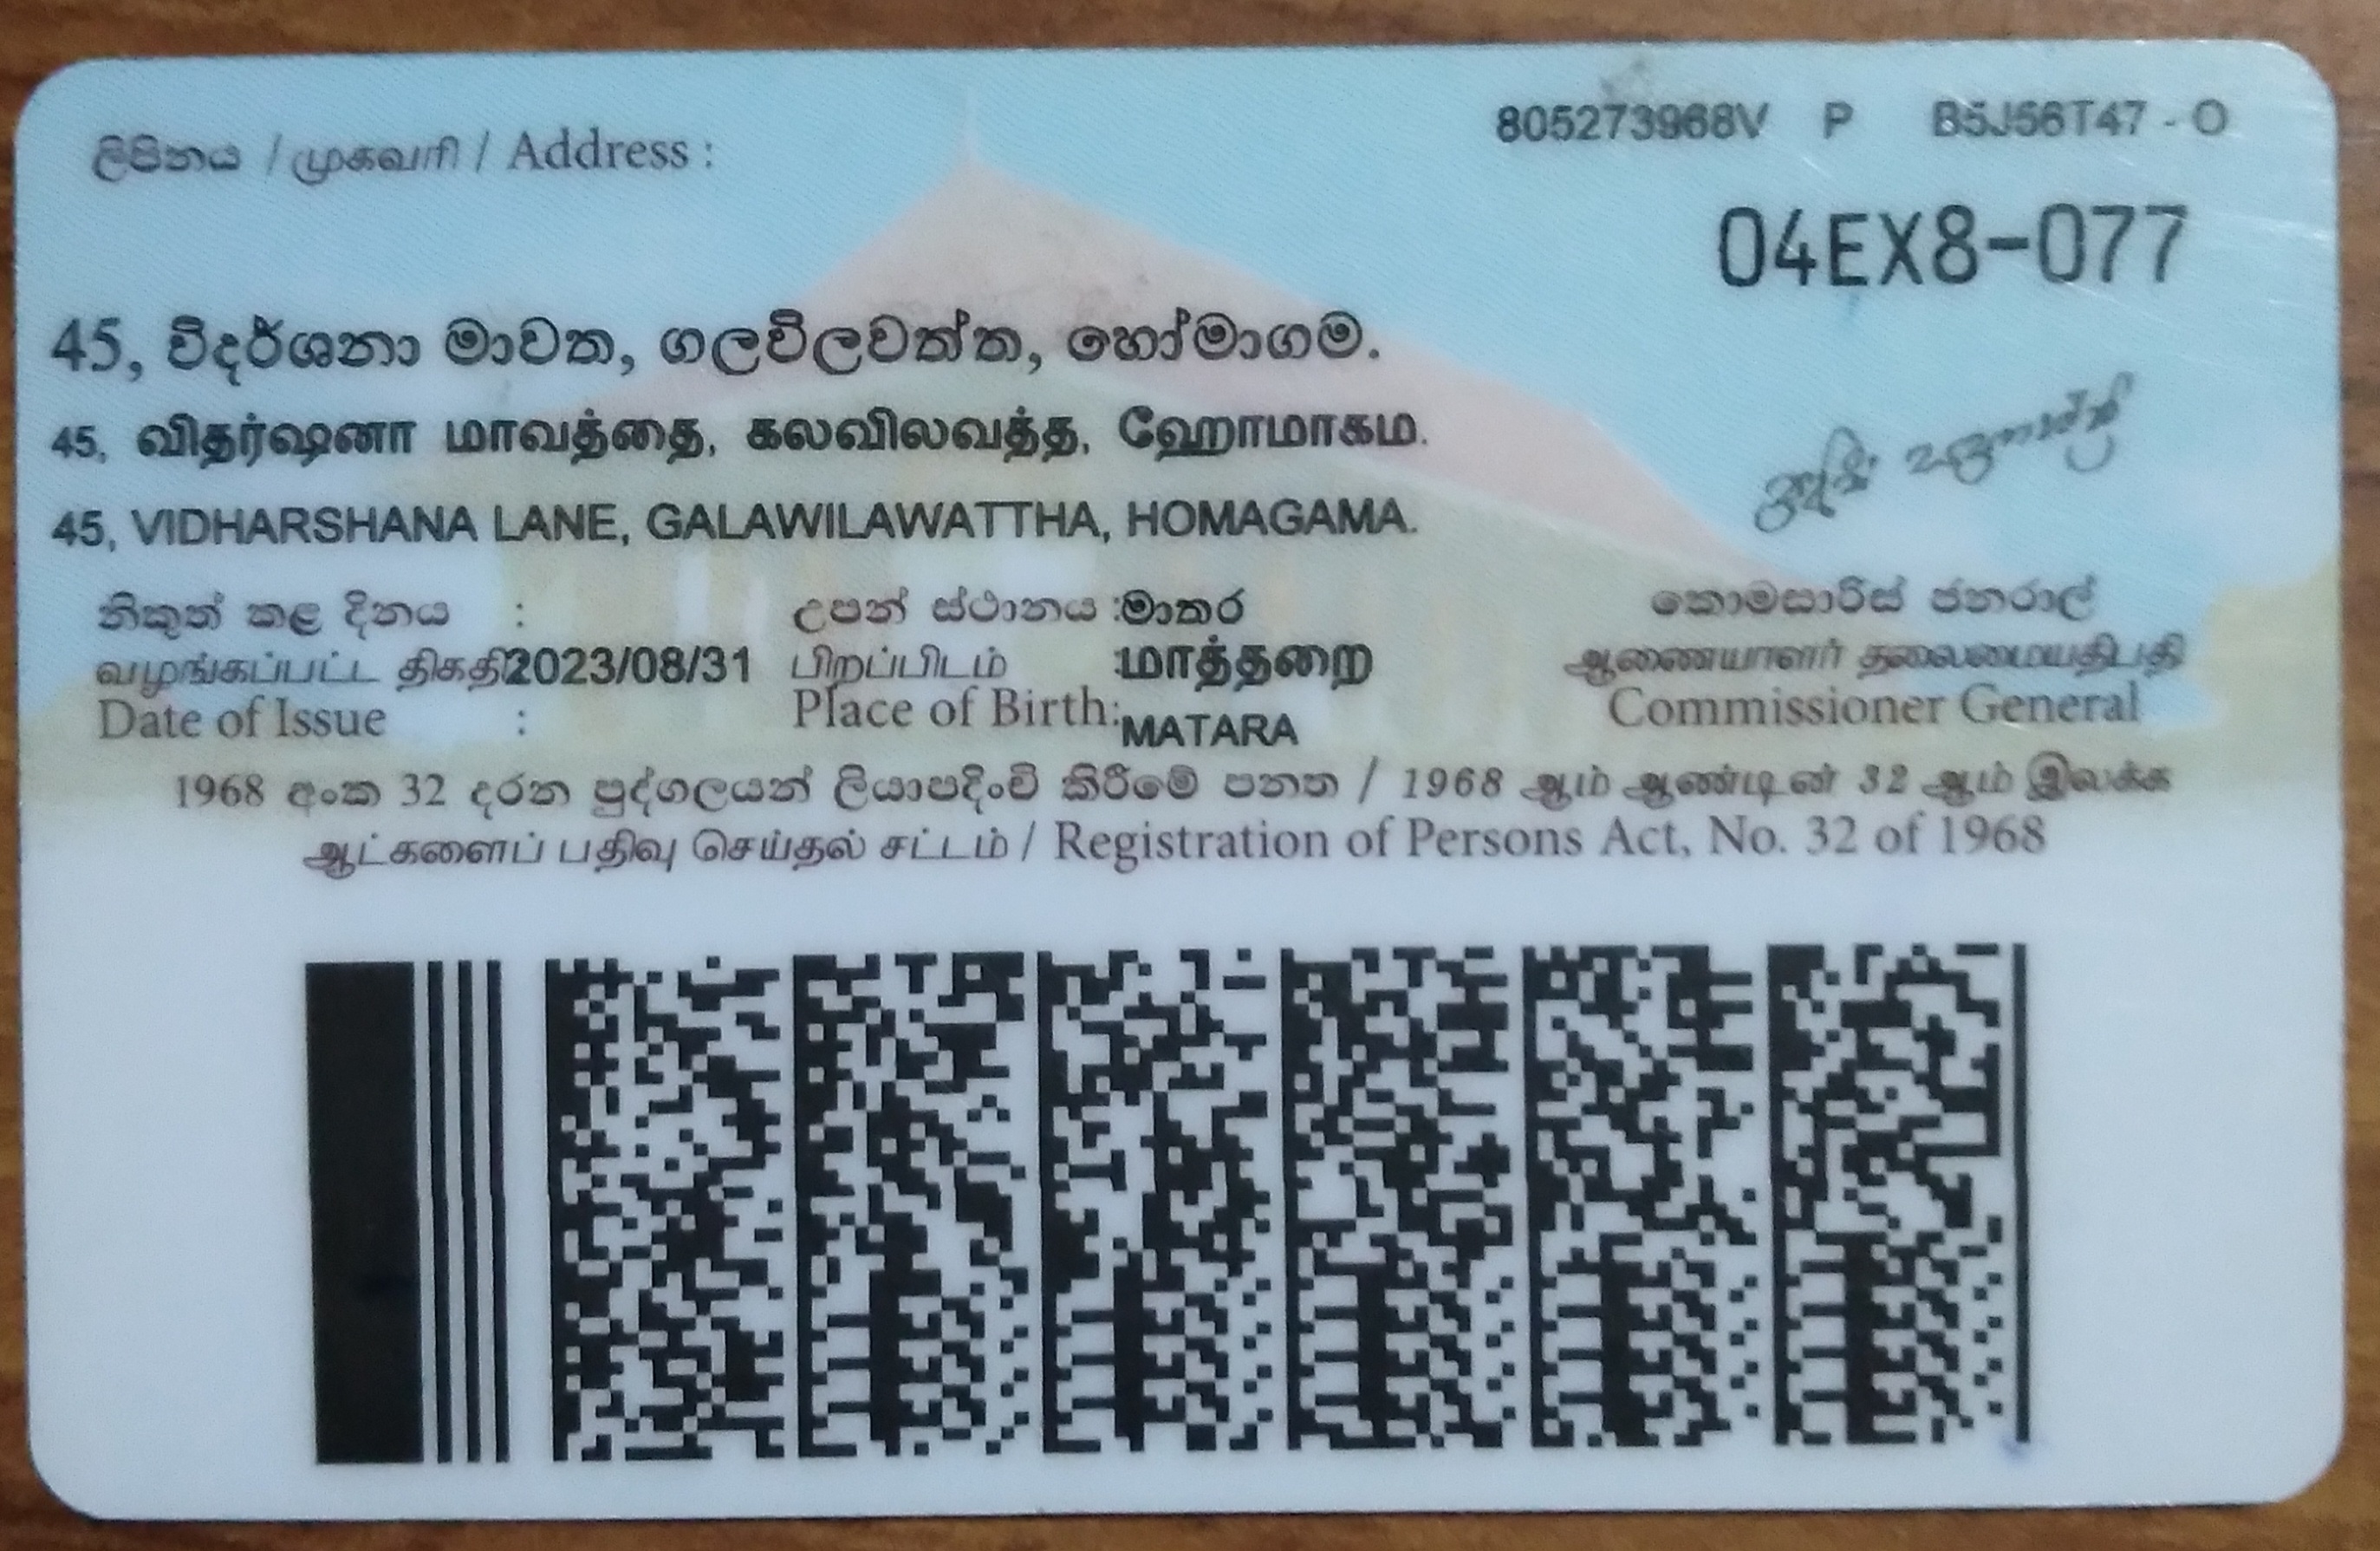 ලිපිනය / முகவரி / Address :
805273968V P B5J56T47 - O
04EX8-077
45, විදර්ශනා මාවත, ගලවිලවත්ත, හෝමාගම.
45, விதர்ஷனா மாவத்தை, கலவிலவத்த, ஹோமாகம.
45, VIDHARSHANA LANE, GALAWILAWATTHA, HOMAGAMA.
නිකුත් කළ දිනය : උපන් ස්ථානය :මාතර
வழங்கப்பட்ட திகதி 2023/08/31 பிறப்பிடம் :மாத்தறை
Date of Issue : Place of Birth: MATARA
කොමසාරිස් ජනරාල්
ஆணையாளர் தலைமையதிபதி
Commissioner General
1968 අංක 32 දරන පුද්ගලයන් ලියාපදිංචි කිරීමේ පනත / 1968 ஆம் ஆண்டின் 32 ஆம் இலக்க
ஆட்களைப் பதிவு செய்தல் சட்டம் / Registration of Persons Act, No. 32 of 1968